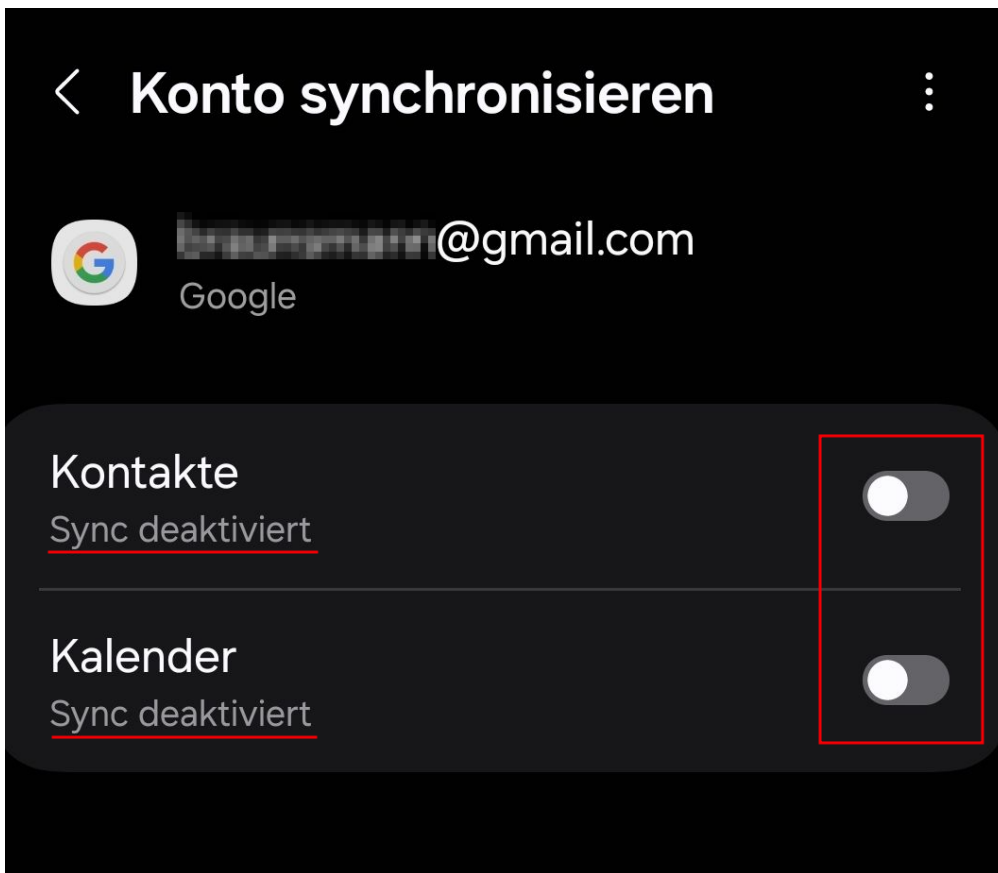 Konto synchronisieren
@gmail.com
Google
Kontakte
Sync deaktiviert
Kalender
Sync deaktiviert